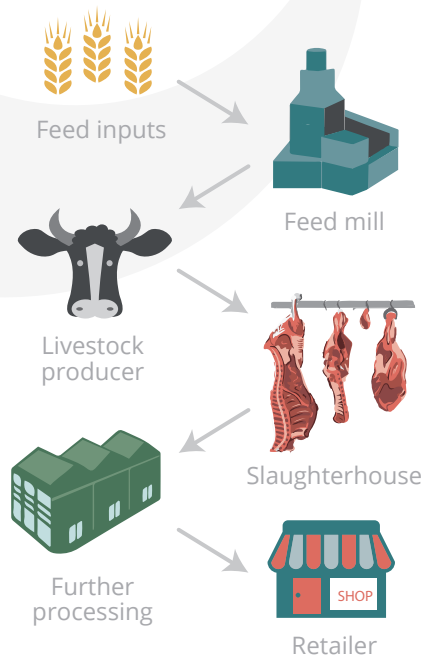 Feed inputs
Feed mill
Livestock
producer
Slaughterhouse
Further
processing
SHOP
Retailer